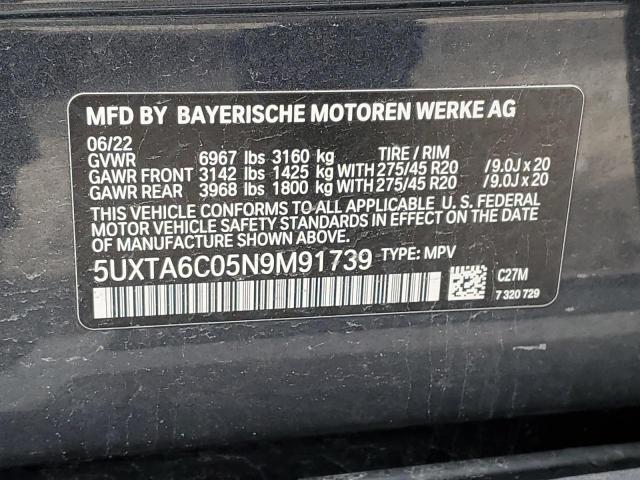 MFD BY BAYERISCHE MOTOREN WERKE AG
06/22
GVWR 6967 lbs 3160 kg TIRE / RIM
GAWR FRONT 3142 lbs 1425 kg WITH 275/45 R20 /9.0J x 20
GAWR REAR 3968 lbs 1800 kg WITH 275/45 R20 /9.0J x 20
THIS VEHICLE CONFORMS TO ALL APPLICABLE U. S. FEDERAL
MOTOR VEHICLE SAFETY STANDARDS IN EFFECT ON THE
DATE OF MANUFACTURE SHOWN ABOVE.
5UXTA6C05N9M91739 TYPE: MPV
C27M
7 320 729